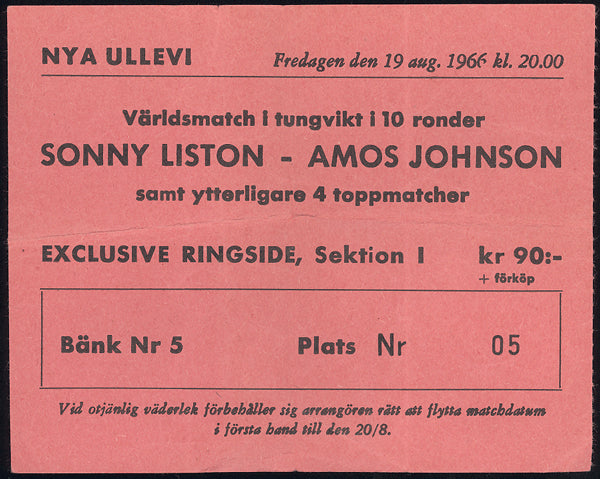 NYA ULLEVI Fredagen den 19 aug. 1966 kl. 20.00
Världsmatch i tungvikt i 10 ronder
SONNY LISTON - AMOS JOHNSON
samt ytterligare 4 toppmatcher
EXCLUSIVE RINGSIDE, Sektion I kr 90:-
+ förköp
Bänk Nr 5 Plats Nr 05
Vid otjänlig väderlek förbehåller sig arrangören rätt att flytta matchdatum
i första hand till den 20/8.